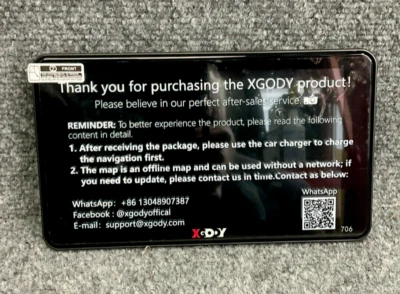 FRONT
Thank you for purchasing the XGODY product!
Please believe in our perfect after-sales service.
REMINDER: To better experience the product, please read the following
content in detail.
1. After receiving the package, please use the car charger to charge
the navigation first.
2. The map is an offline map and can be used without a network; if
you need to update, please contact us in time.Contact as below:
WhatsApp
WhatsApp: +86 13048907387
Facebook : @xgodyoffical
E-mail: support@xgody.com
XGODY
706